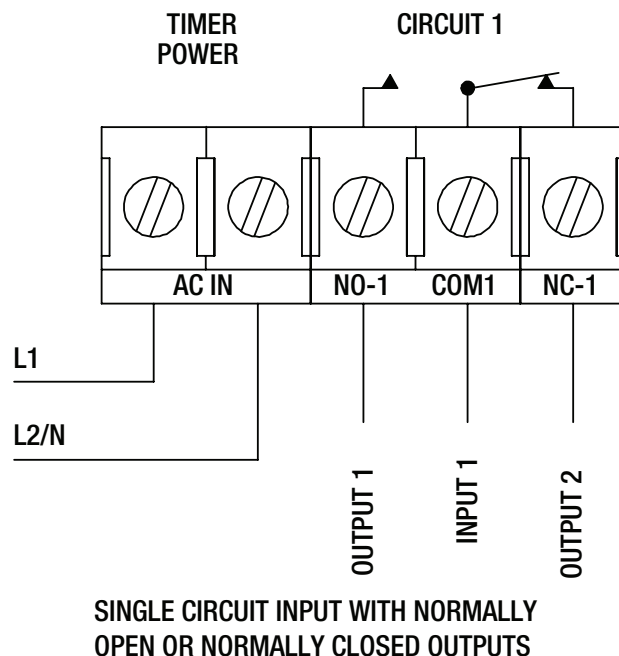 TIMER
POWER
CIRCUIT 1
AC IN
NO-1
COM1
NC-1
L1
L2/N
OUTPUT 1
INPUT 1
OUTPUT 2
SINGLE CIRCUIT INPUT WITH NORMALLY
OPEN OR NORMALLY CLOSED OUTPUTS